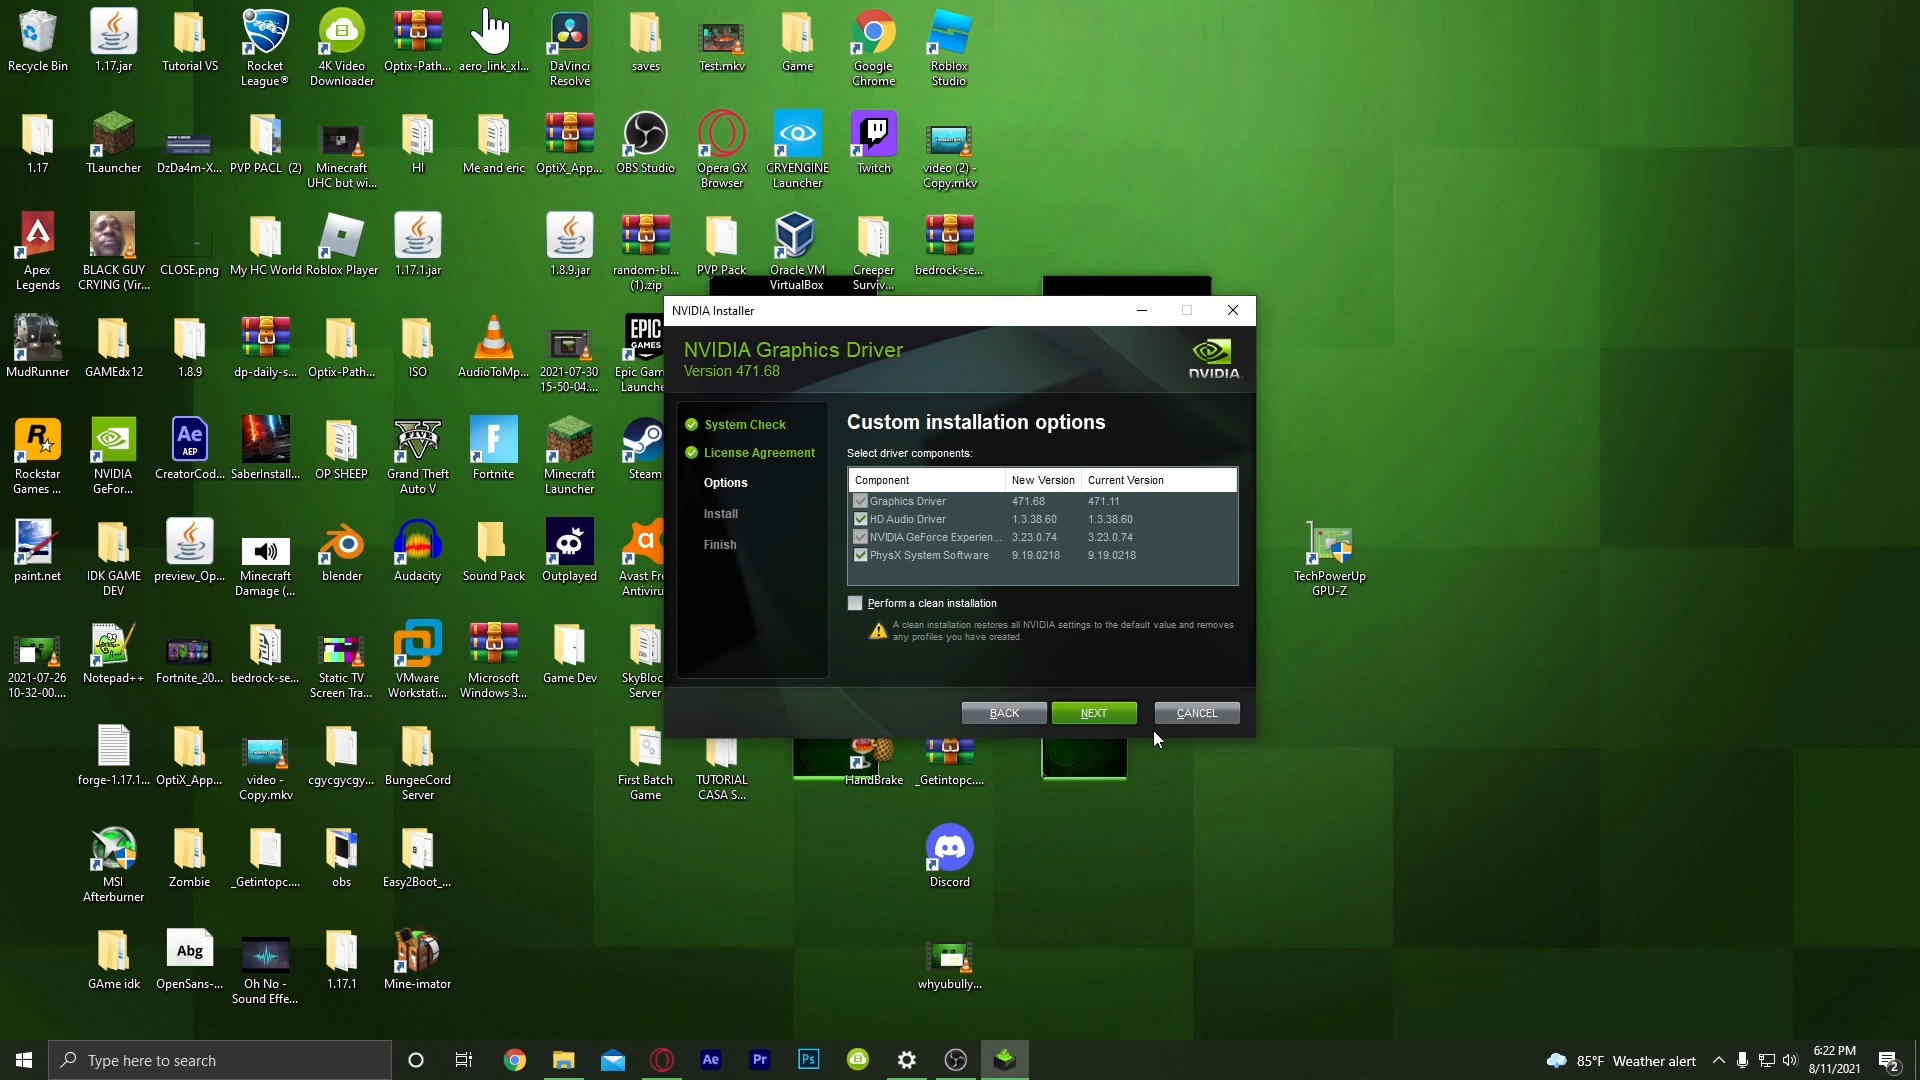 Recycle Bin
1.17.jar
Tutorial VS
Rocket
League®
4K Video
Downloader
Optix-Path...
aero_link_xl...
DaVinci
Resolve
saves
Test.mkv
Game
Google
Chrome
Roblox
Studio
1.17
TLauncher
DzDa4m-X...
PVP PACL (2)
Minecraft
UHC but wi...
HI
Me and eric
OptiX_App...
OBS Studio
Opera GX
Browser
CRYENGINE
Launcher
Twitch
video (2) -
Copy.mkv
Apex
Legends
BLACK GUY
CRYING (Vir...
CLOSE.png
My HC World
Roblox Player
1.17.1.jar
1.8.9.jar
random-bl...
(1).zip
PVP Pack
Oracle VM
VirtualBox
Creeper
Surviv...
bedrock-se...
MudRunner
GAMEdx12
1.8.9
dp-daily-s...
Optix-Path...
ISO
AudioToMp...
2021-07-30
15-50-04....
EPIC
GAMES
Epic Gam
Launche
NVIDIA Installer
NVIDIA Graphics Driver
Version 471.68
NVIDIA.
System Check
License Agreement
Options
Install
Finish
Custom installation options
Select driver components:
Component New Version Current Version
Graphics Driver 471.68 471.11
HD Audio Driver 1.3.38.60 1.3.38.60
NVIDIA GeForce Experien... 3.23.0.74 3.23.0.74
PhysX System Software 9.19.0218 9.19.0218
Perform a clean installation
A clean installation restores all NVIDIA settings to the default value and removes
any profiles you have created.
BACK
NEXT
CANCEL
Rockstar
Games ...
NVIDIA
GeFor...
Ae
AEP
CreatorCod...
SaberInstall...
OP SHEEP
Grand Theft
Auto V
Fortnite
Minecraft
Launcher
Steam
paint.net
IDK GAME
DEV
preview_Op...
Minecraft
Damage (...
blender
Audacity
Sound Pack
Outplayed
Avast Fre
Antiviru
TechPowerUp
GPU-Z
2021-07-26
10-32-00....
Notepad++
Fortnite_20...
bedrock-se...
Static TV
Screen Tra...
VMware
Workstati...
Microsoft
Windows 3...
Game Dev
SkyBloc
Server
forge-1.17.1...
OptiX_App...
video -
Copy.mkv
cgycgycgy...
BungeeCord
Server
First Batch
Game
TUTORIAL
CASA S...
HandBrake
_Getintopc....
MSI
Afterburner
Zombie
_Getintopc....
obs
Easy2Boot_...
Discord
GAme idk
Abg
OpenSans-...
Oh No -
Sound Effe...
1.17.1
Mine-imator
whyubully...
Type here to search
Ae
Pr
Ps
85°F Weather alert
6:22 PM
8/11/2021
2